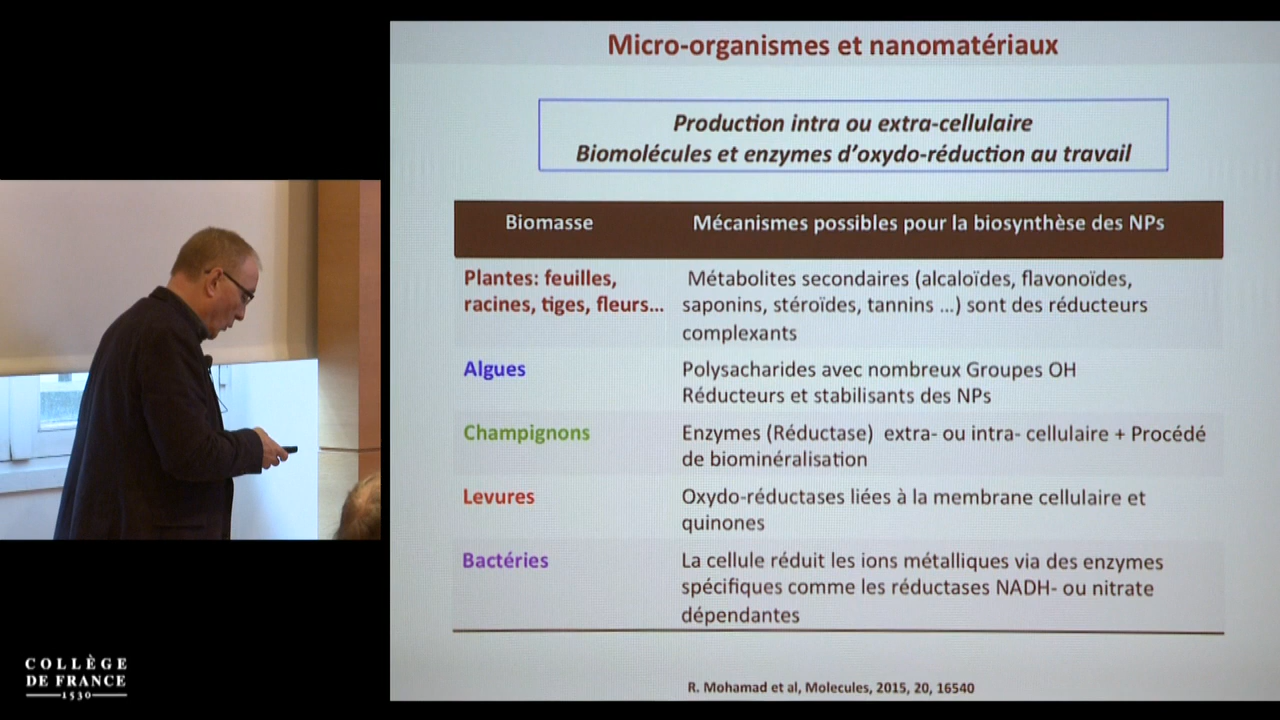 Micro-organismes et nanomatériaux
Production intra ou extra-cellulaire
Biomolécules et enzymes d'oxydo-réduction au travail
Biomasse
Mécanismes possibles pour la biosynthèse des NPs
Plantes: feuilles,
racines, tiges, fleurs...
Métabolites secondaires (alcaloïdes, flavonoïdes,
saponins, stéroïdes, tannins ...) sont des réducteurs
complexants
Algues
Polysacharides avec nombreux Groupes OH
Réducteurs et stabilisants des NPs
Champignons
Enzymes (Réductase) extra- ou intra- cellulaire + Procédé
de biominéralisation
Levures
Oxydo-réductases liées à la membrane cellulaire et
quinones
Bactéries
La cellule réduit les ions métalliques via des enzymes
spécifiques comme les réductases NADH- ou nitrate
dépendantes
R. Mohamad et al, Molecules, 2015, 20, 16540
COLLÈGE
DE FRANCE
1530